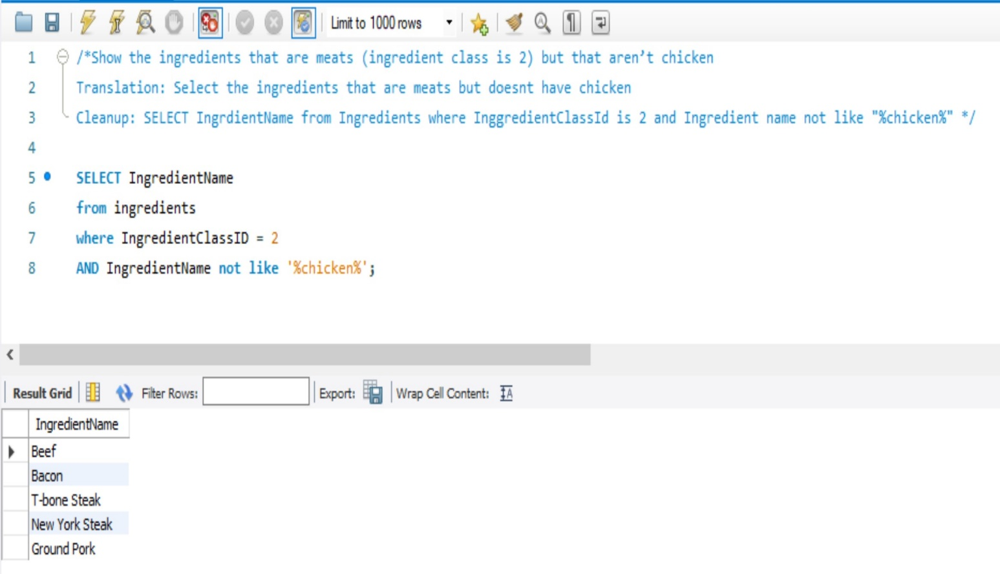 Limit to 1000 rows
1 /*Show the ingredients that are meats (ingredient class is 2) but that aren’t chicken
2 Translation: Select the ingredients that are meats but doesnt have chicken
3 Cleanup: SELECT IngrdientName from Ingredients where InggredientClassId is 2 and Ingredient name not like "%chicken%" */
4
5 SELECT IngredientName
6 from ingredients
7 where IngredientClassID = 2
8 AND IngredientName not like '%chicken%';
Result Grid Filter Rows: Export: Wrap Cell Content:
IngredientName
Beef
Bacon
T-bone Steak
New York Steak
Ground Pork